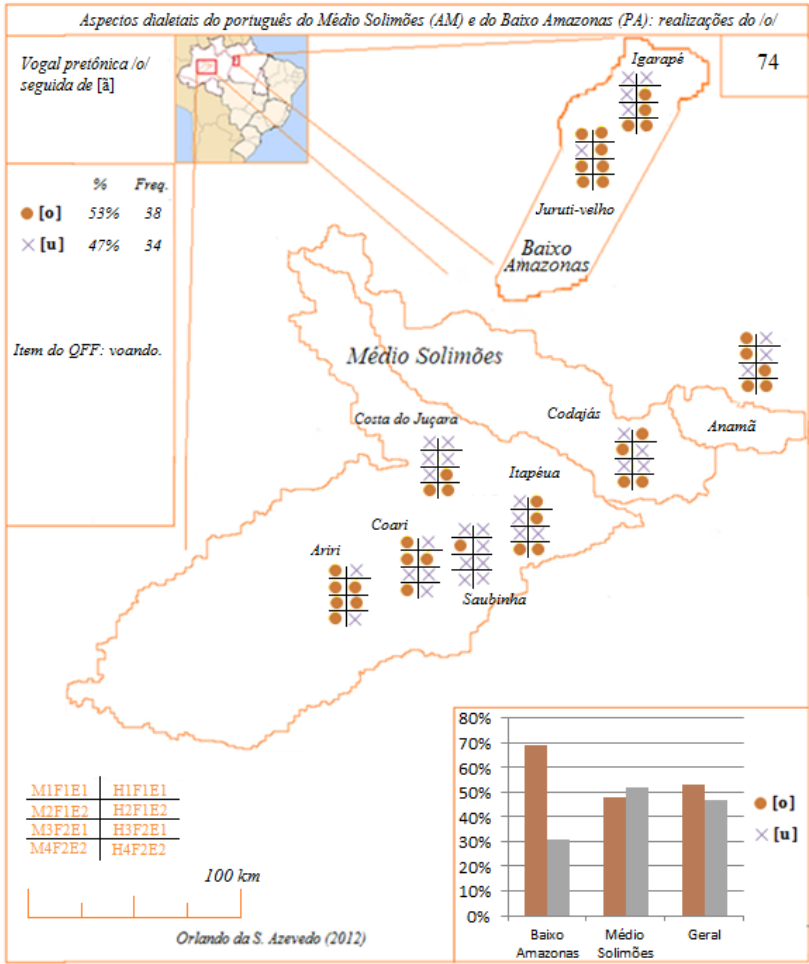 Aspectos dialetais do português do Médio Solimões (AM) e do Baixo Amazonas (PA): realizações do /o/
Vogal pretônica /o/
seguida de [ã]
74
% Freq.
[o] 53% 38
[u] 47% 34
Item do QFF: voando.
Igarapé
Juruti-velho
Baixo
Amazonas
Médio Solimões
Costa do Juçara
Codajás
Anamã
Itapéua
Coari
Ariri
Saubinha
M1F1E1 H1F1E1
M2F1E2 H2F1E2
M3F2E1 H3F2E1
M4F2E2 H4F2E2
100 km
Orlando da S. Azevedo (2012)
80%
70%
60%
50%
40%
30%
20%
10%
0%
Baixo
Amazonas
Médio
Solimões
Geral
[o]
[u]